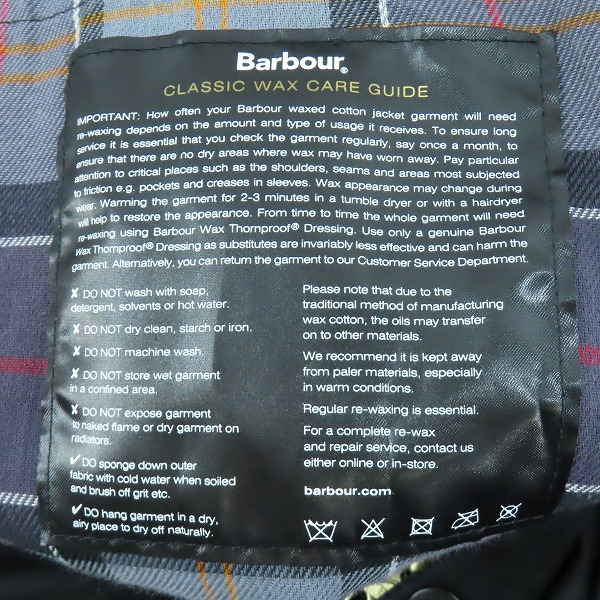 Barbour®
CLASSIC WAX CARE GUIDE
IMPORTANT: How often your Barbour waxed cotton jacket garment will need
re-waxing depends on the amount and type of usage it receives. To ensure long
service it is essential that you check the garment regularly, say once a month, to
ensure that there are no dry areas where wax may have worn away. Pay particular
attention to critical places such as the shoulders, seams and areas most subjected
to friction e.g. pockets and creases in sleeves. Wax appearance may change during
wear. Warming the garment for 2-3 minutes in a tumble dryer or with a hairdryer
will help to restore the appearance. From time to time the whole garment will need
re-waxing using Barbour Wax Thornproof® Dressing. Use only a genuine Barbour
Wax Thornproof® Dressing as substitutes are invariably less effective and can harm the
garment. Alternatively, you can return the garment to our Customer Service Department.
✗ DO NOT wash with soap,
detergent, solvents or hot water.
✗ DO NOT dry clean, starch or iron.
✗ DO NOT machine wash.
✗ DO NOT store wet garment
in a confined area.
✗ DO NOT expose garment
to naked flame or dry garment on
radiators.
✓ DO sponge down outer
fabric with cold water when soiled
and brush off grit etc.
✓ DO hang garment in a dry,
airy place to dry off naturally.
Please note that due to the
traditional method of manufacturing
wax cotton, the oils may transfer
on to other materials.
We recommend it is kept away
from paler materials, especially
in warm conditions.
Regular re-waxing is essential.
For a complete re-wax
and repair service, contact us
either online or in-store.
barbour.com